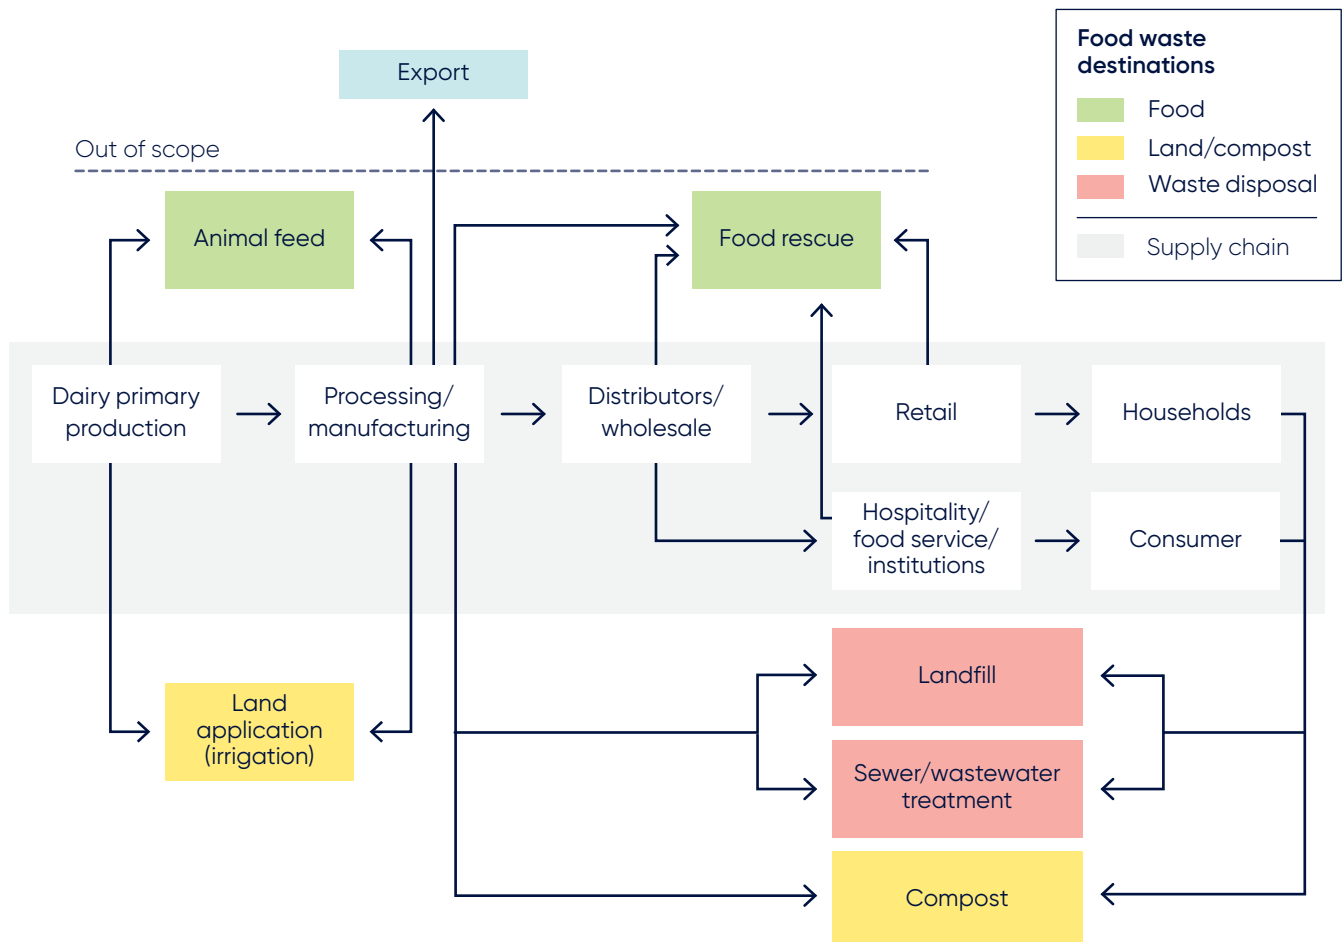 Food waste
destinations
Food
Land/compost
Waste disposal
Supply chain
Export
Out of scope
Animal feed
Food rescue
Dairy primary
production
Processing/
manufacturing
Distributors/
wholesale
Retail
Households
Hospitality/
food service/
institutions
Consumer
Land
application
(irrigation)
Landfill
Sewer/wastewater
treatment
Compost